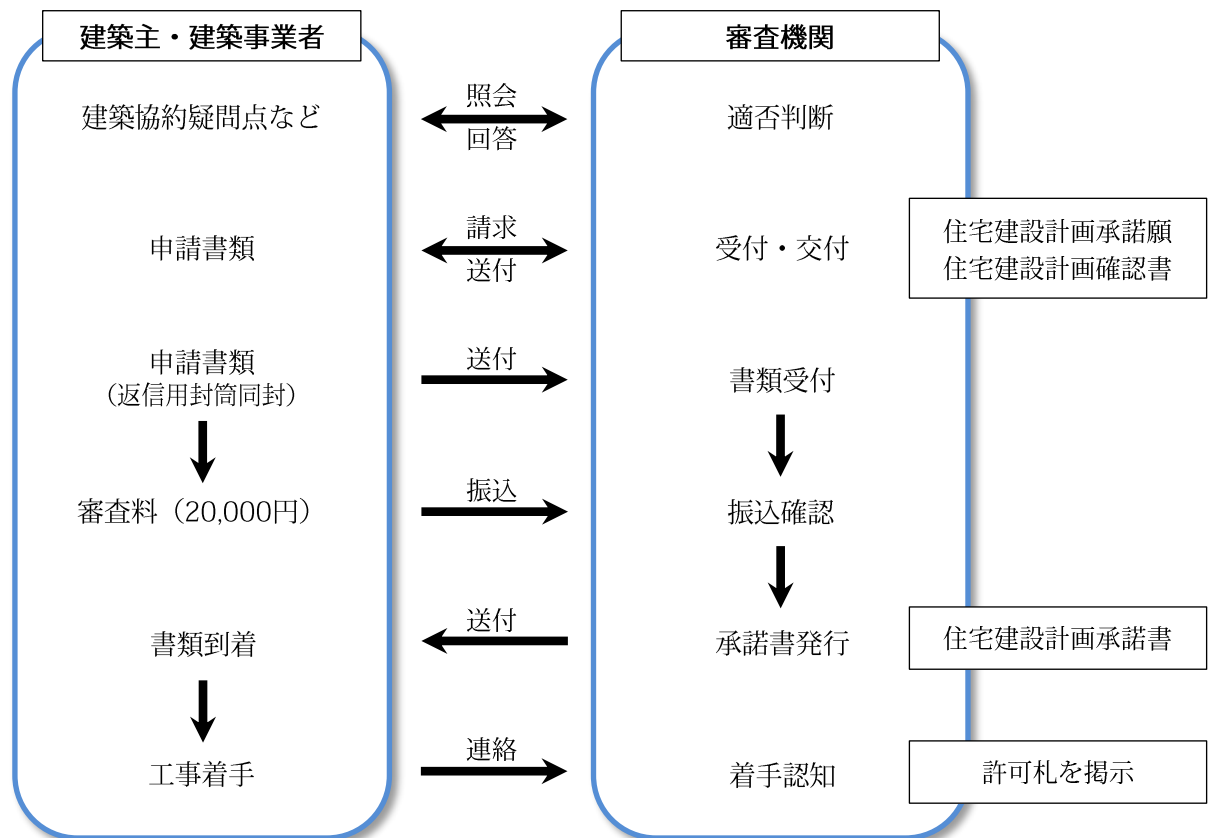 建築主・建築事業者
審査機関
建築協約疑問点など
照会
回答
適否判断
申請書類
請求
送付
受付・交付
住宅建設計画承諾願
住宅建設計画確認書
申請書類
（返信用封筒同封）
送付
書類受付
審査料（20,000円）
振込
振込確認
書類到着
送付
承諾書発行
住宅建設計画承諾書
工事着手
連絡
着手認知
許可札を掲示